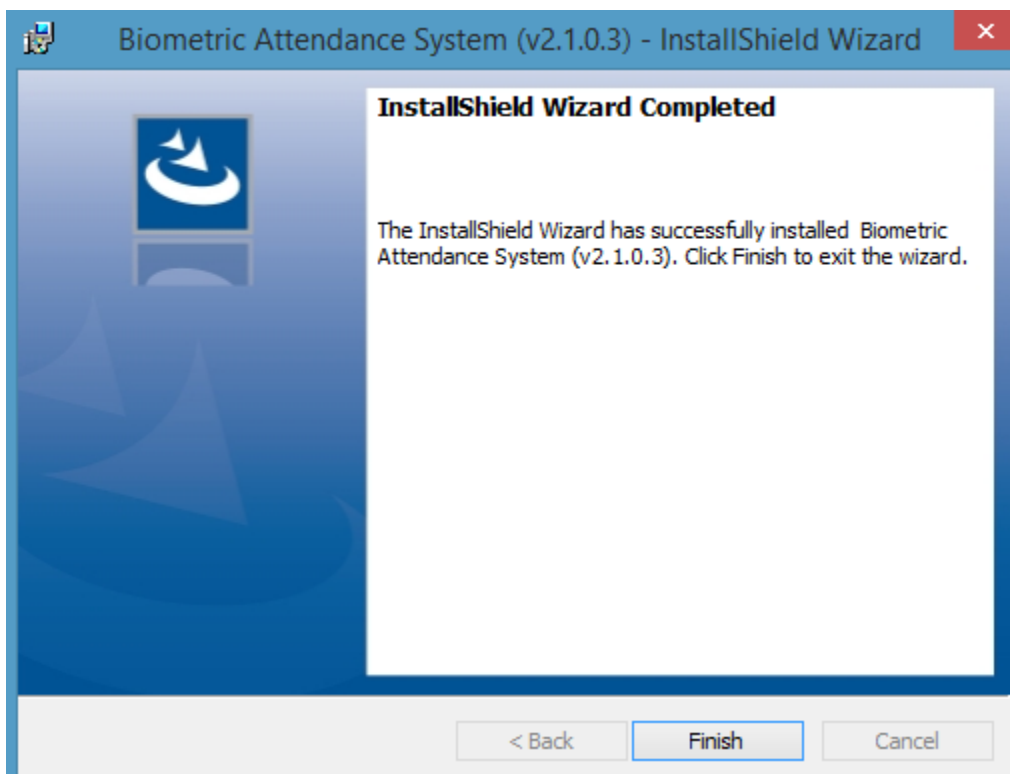 Biometric Attendance System (v2.1.0.3) - InstallShield Wizard
InstallShield Wizard Completed
The InstallShield Wizard has successfully installed Biometric
Attendance System (v2.1.0.3). Click Finish to exit the wizard.
< Back Finish Cancel